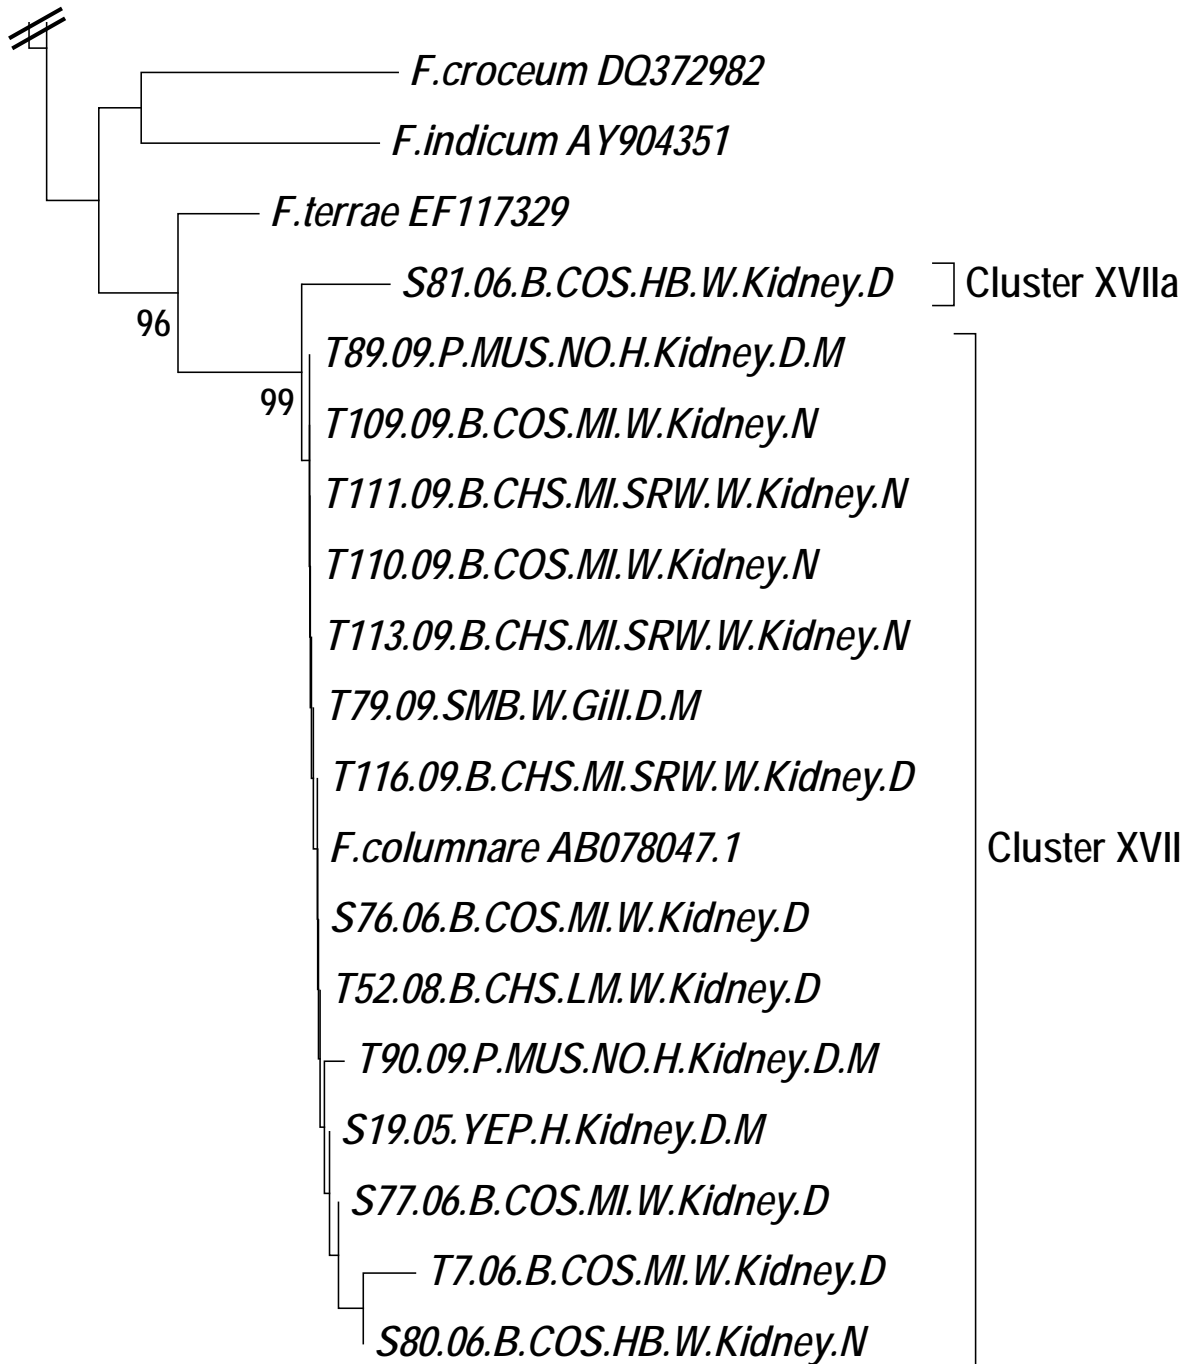 F.croceum DQ372982
F.indicum AY904351
F.terrae EF117329
S81.06.B.COS.HB.W.Kidney.D
Cluster XVIIa
96
T89.09.P.MUS.NO.H.Kidney.D.M
99
T109.09.B.COS.MI.W.Kidney.N
T111.09.B.CHS.MI.SRW.W.Kidney.N
T110.09.B.COS.MI.W.Kidney.N
T113.09.B.CHS.MI.SRW.W.Kidney.N
T79.09.SMB.W.Gill.D.M
T116.09.B.CHS.MI.SRW.W.Kidney.D
F.columnare AB078047.1
Cluster XVII
S76.06.B.COS.MI.W.Kidney.D
T52.08.B.CHS.LM.W.Kidney.D
T90.09.P.MUS.NO.H.Kidney.D.M
S19.05.YEP.H.Kidney.D.M
S77.06.B.COS.MI.W.Kidney.D
T7.06.B.COS.MI.W.Kidney.D
S80.06.B.COS.HB.W.Kidney.N